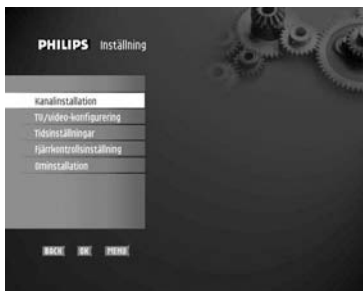 PHILIPS Inställning
Kanalinstallation
TV/video-konfigurering
Tidsinställningar
Fjärrkontrollsinställning
Ominstallation
BACK OK MENU